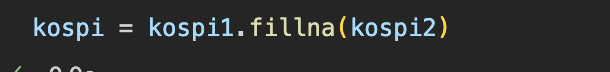 kospi = kospi1.fillna(kospi2)